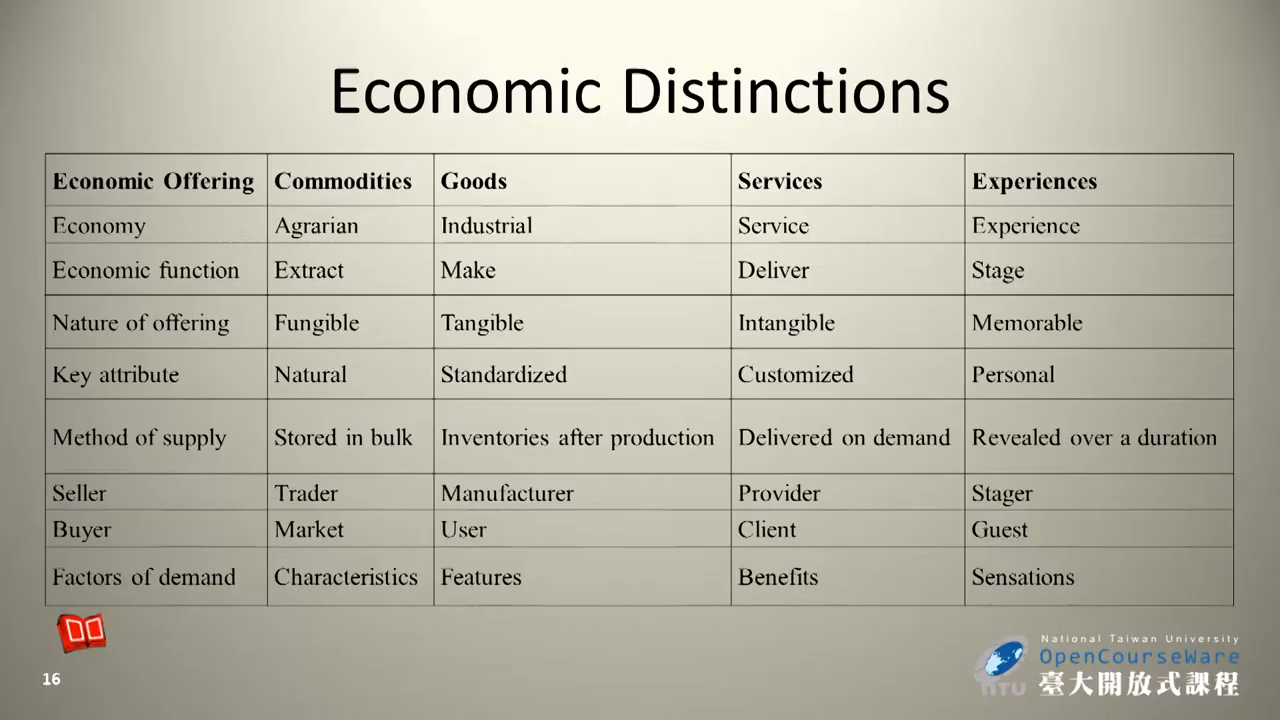 Economic Distinctions
Economic Offering Commodities Goods Services Experiences
Economy Agrarian Industrial Service Experience
Economic function Extract Make Deliver Stage
Nature of offering Fungible Tangible Intangible Memorable
Key attribute Natural Standardized Customized Personal
Method of supply Stored in bulk Inventories after production Delivered on demand Revealed over a duration
Seller Trader Manufacturer Provider Stager
Buyer Market User Client Guest
Factors of demand Characteristics Features Benefits Sensations
16
National Taiwan University
OpenCourseWare
NTU 臺大開放式課程